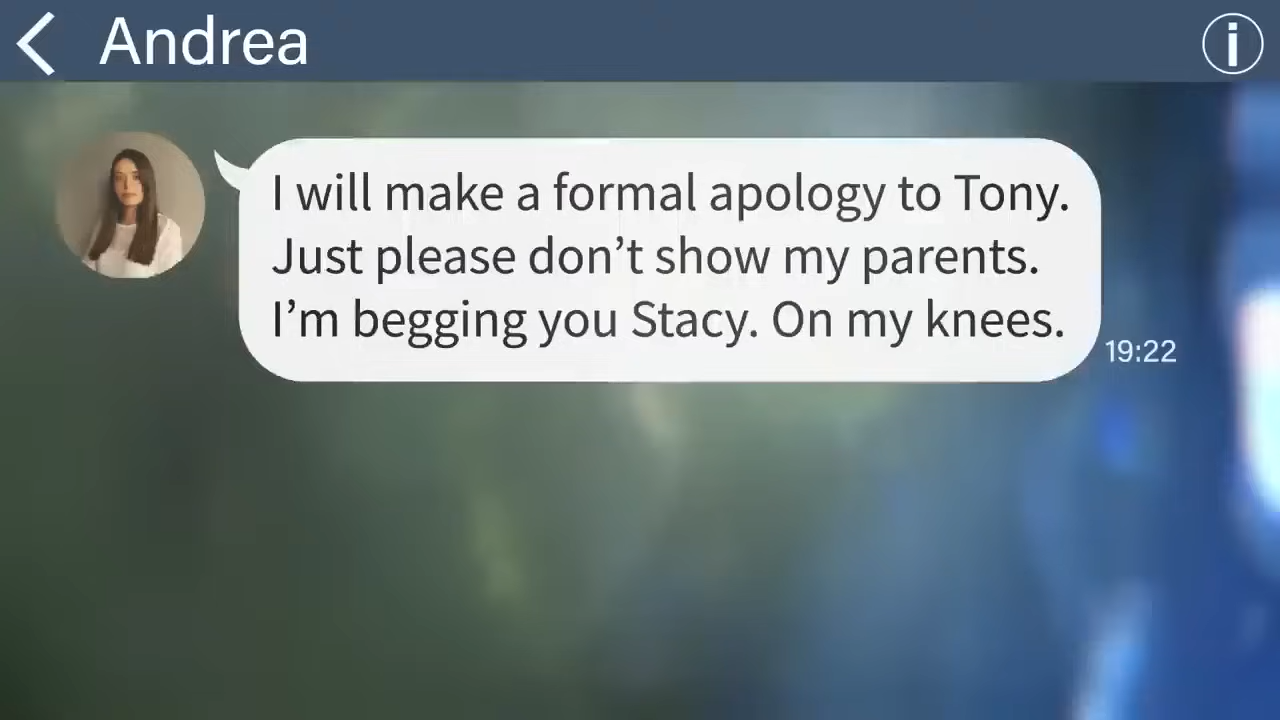 Andrea
I will make a formal apology to Tony.
Just please don’t show my parents.
I’m begging you Stacy. On my knees.
19:22